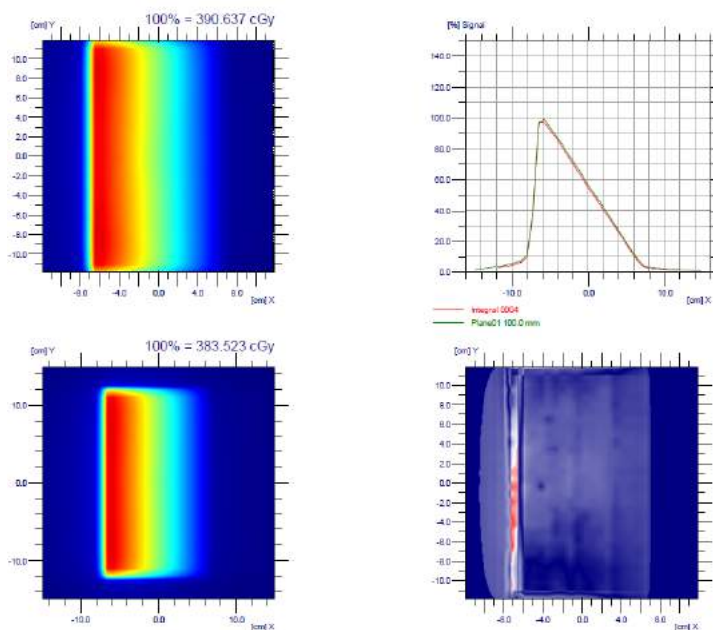 [cm] Y
100% = 390.637 cGy
10.0
8.0
6.0
4.0
2.0
0.0
-2.0
-4.0
-6.0
-8.0
-10.0
-8.0 -4.0 0.0 4.0 8.0
[cm] X
[%] Signal
140.0
120.0
100.0
80.0
60.0
40.0
20.0
0.0
-10.0 0.0 10.0
[cm] X
Integral 0004
Plane01 100.0 mm
[cm] Y
100% = 383.523 cGy
10.0
0.0
-10.0
-10.0 0.0 10.0
[cm] X
[cm] Y
10.0
8.0
6.0
4.0
2.0
0.0
-2.0
-4.0
-6.0
-8.0
-10.0
-8.0 -4.0 0.0 4.0 8.0
[cm] X